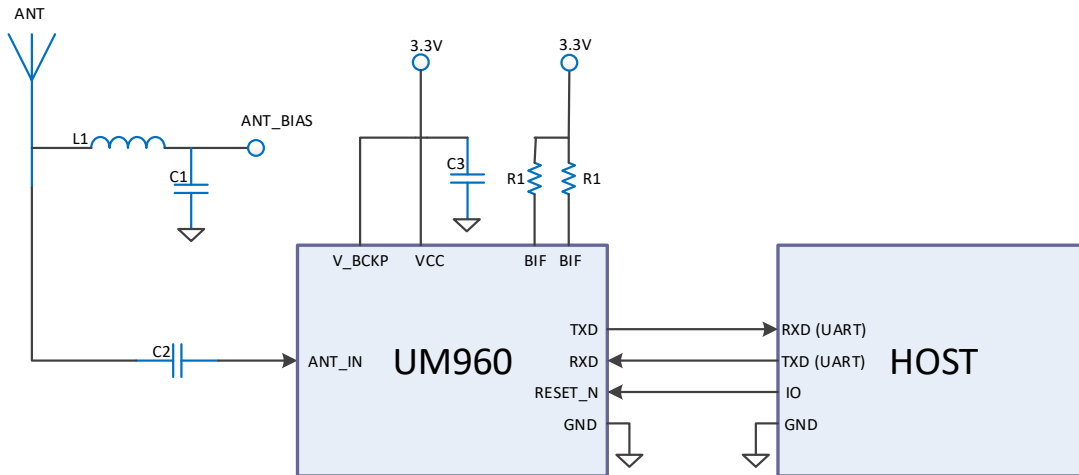 ANT
3.3V
3.3V
ANT_BIAS
L1
C1
C3
R1
R1
V_BCKP
VCC
BIF
BIF
TXD
RXD (UART)
C2
ANT_IN
UM960
RXD
TXD (UART)
HOST
RESET_N
IO
GND
GND